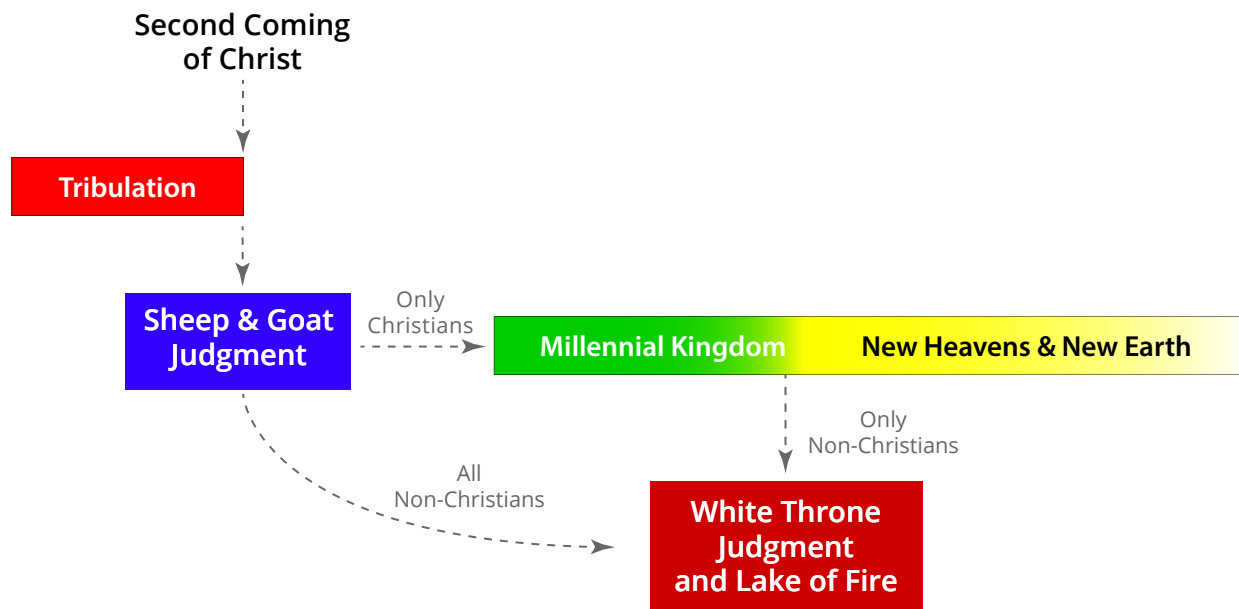 Second Coming
of Christ
Tribulation
Sheep & Goat
Judgment
Only
Christians
Millennial Kingdom
New Heavens & New Earth
Only
Non-Christians
All
Non-Christians
White Throne
Judgment
and Lake of Fire